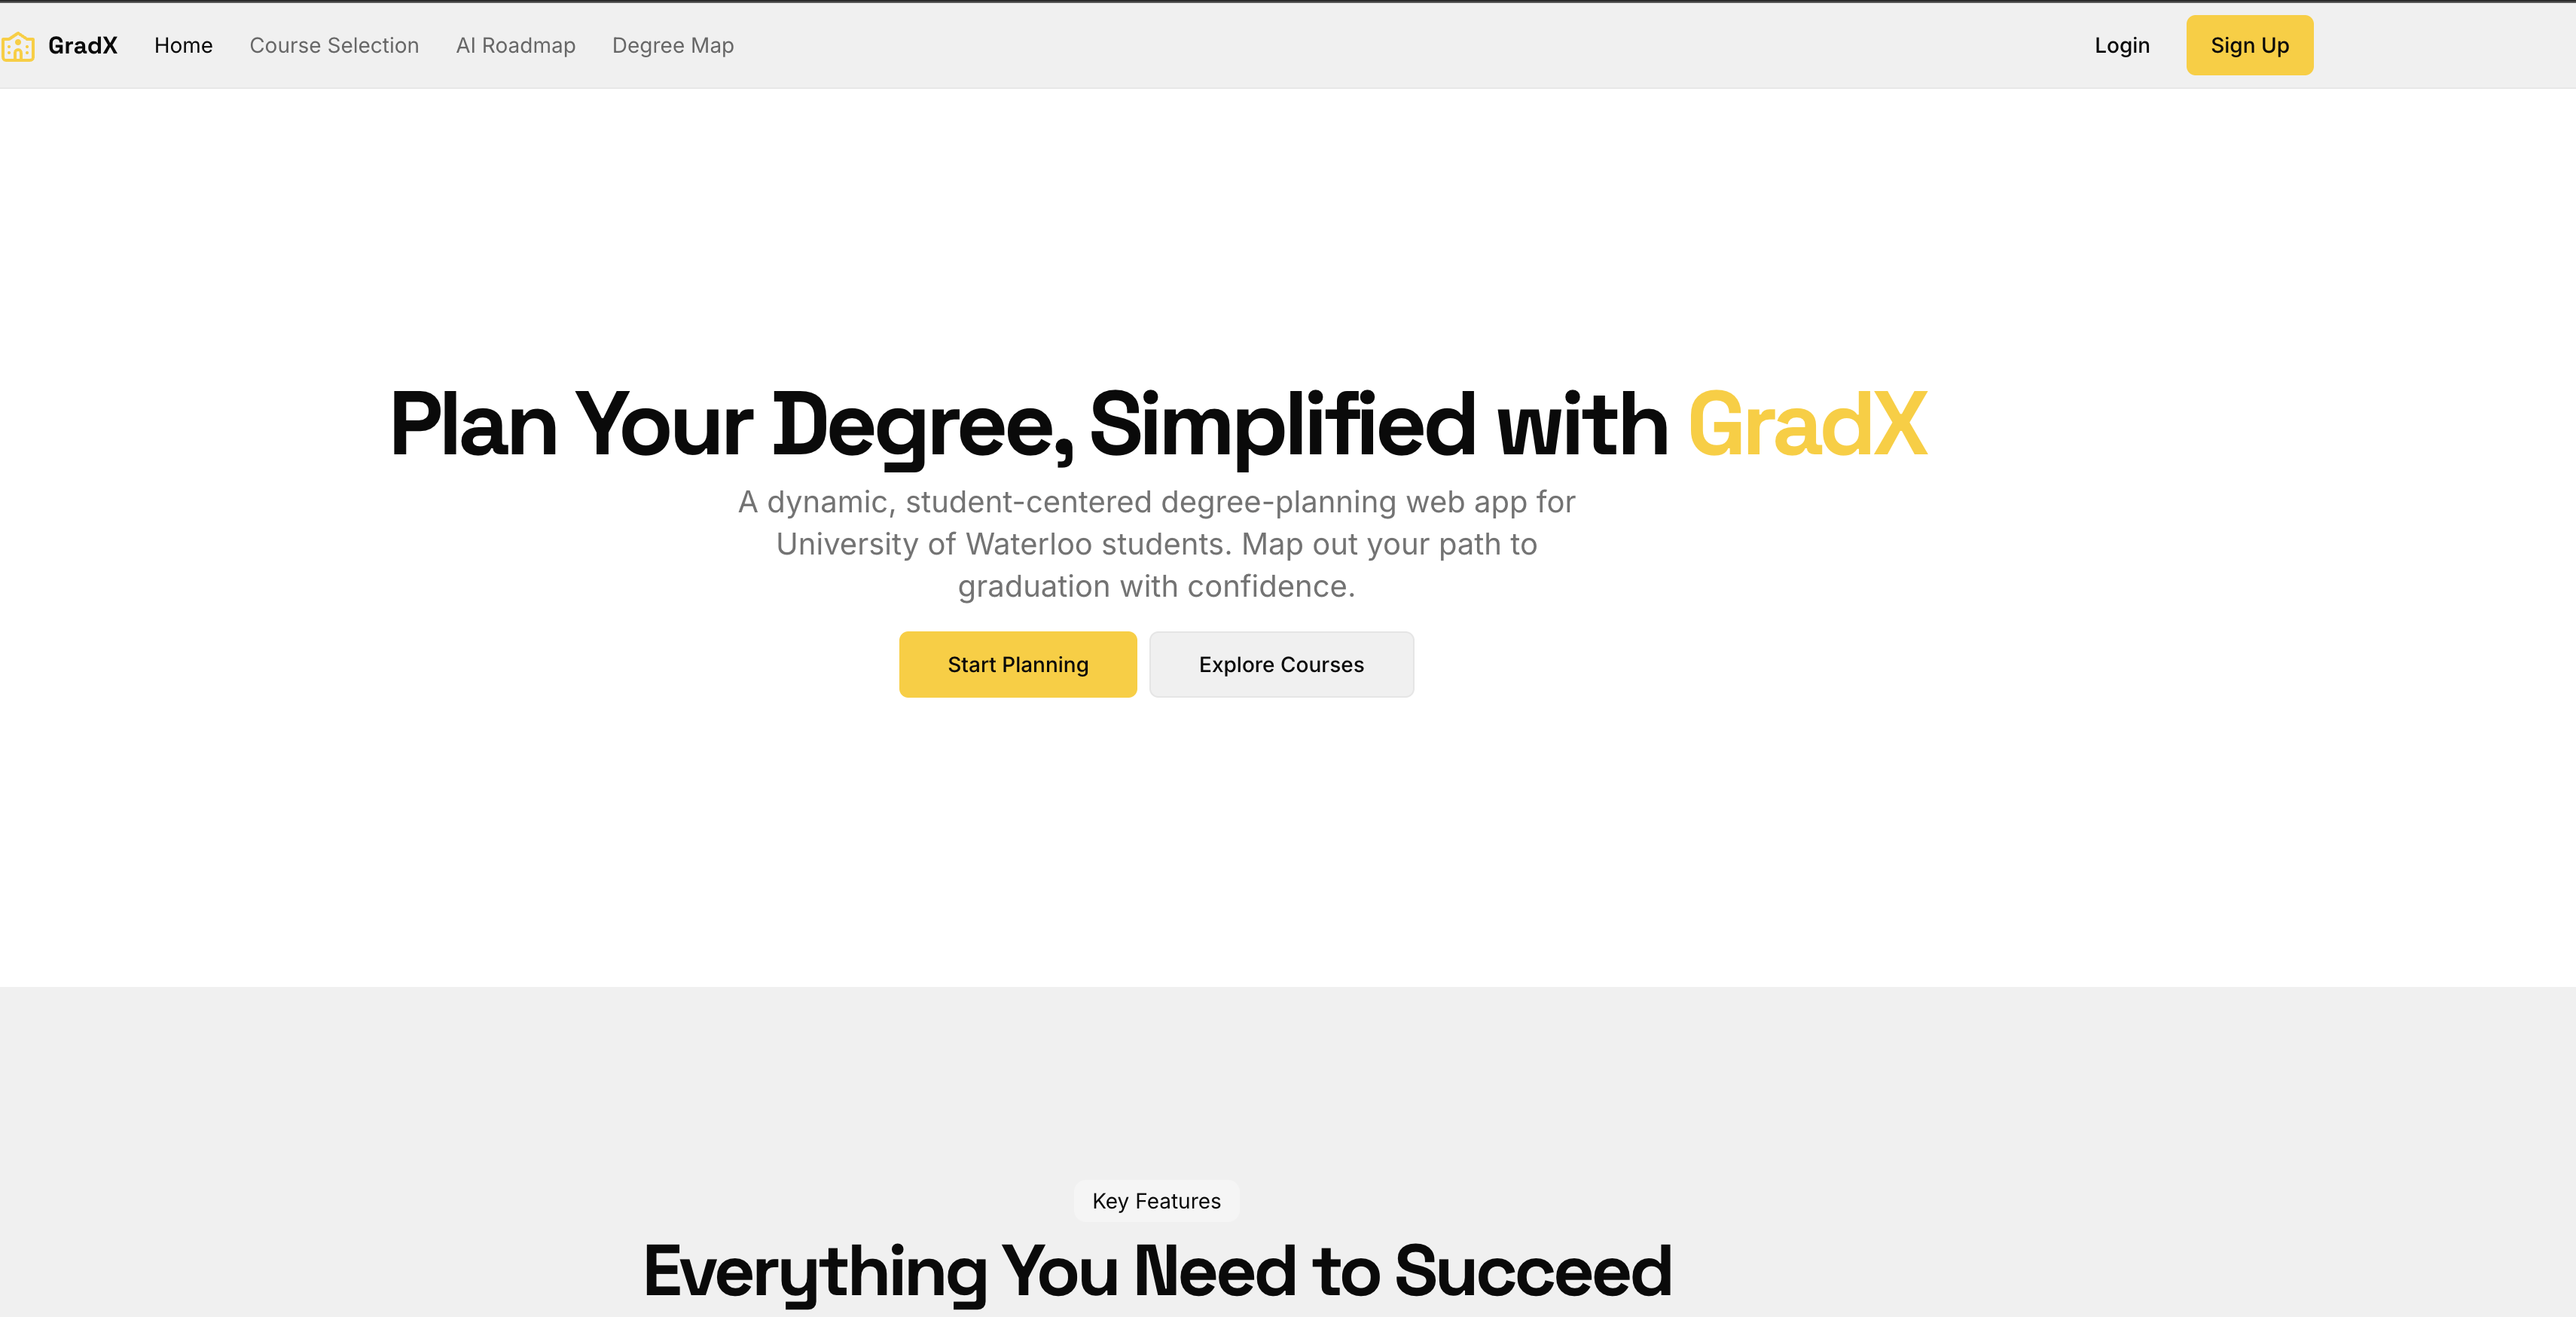 GradX Home Course Selection AI Roadmap Degree Map Login Sign Up
Plan Your Degree, Simplified with GradX
A dynamic, student-centered degree-planning web app for
University of Waterloo students. Map out your path to
graduation with confidence.
Start Planning Explore Courses
Key Features
Everything You Need to Succeed